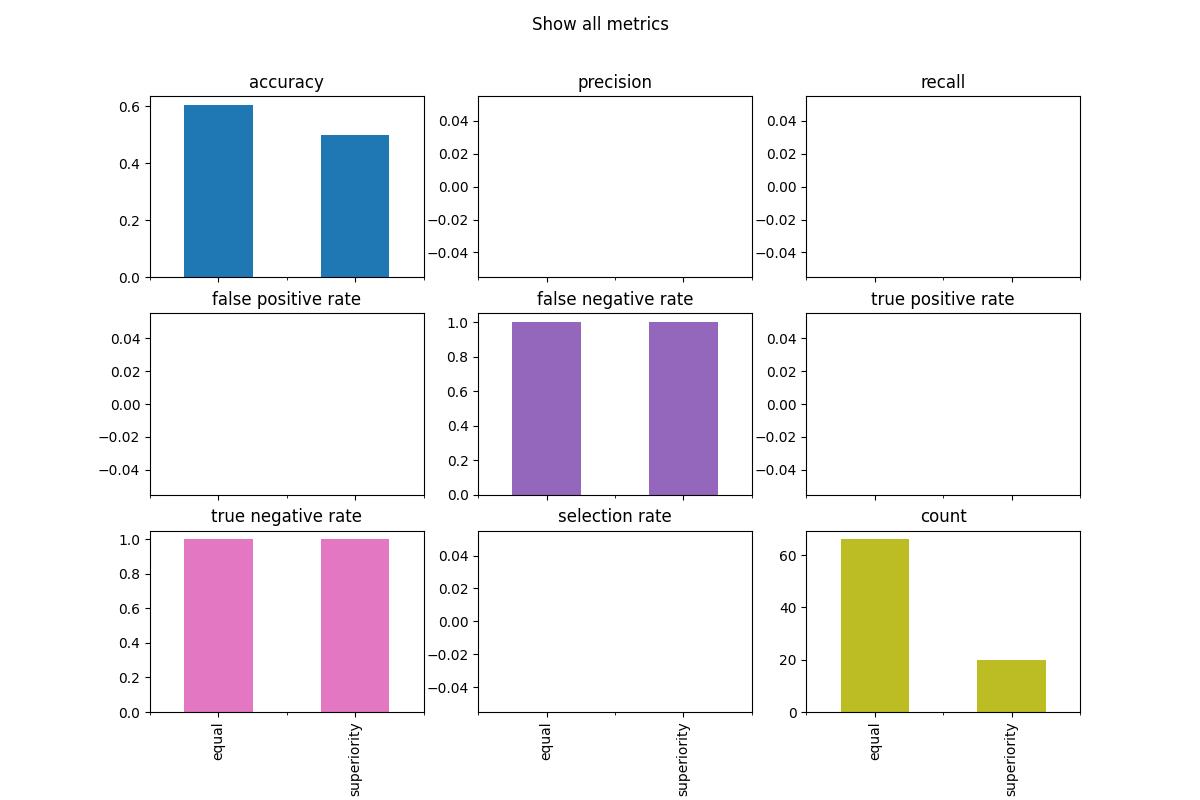 Show all metrics
accuracy
precision
recall
0.6
0.4
0.2
0.0
0.04
0.02
0.00
−0.02
−0.04
0.04
0.02
0.00
−0.02
−0.04
false positive rate
false negative rate
true positive rate
0.04
0.02
0.00
−0.02
−0.04
1.0
0.8
0.6
0.4
0.2
0.0
0.04
0.02
0.00
−0.02
−0.04
true negative rate
selection rate
count
1.0
0.8
0.6
0.4
0.2
0.0
0.04
0.02
0.00
−0.02
−0.04
60
40
20
0
equal
superiority
equal
superiority
equal
superiority